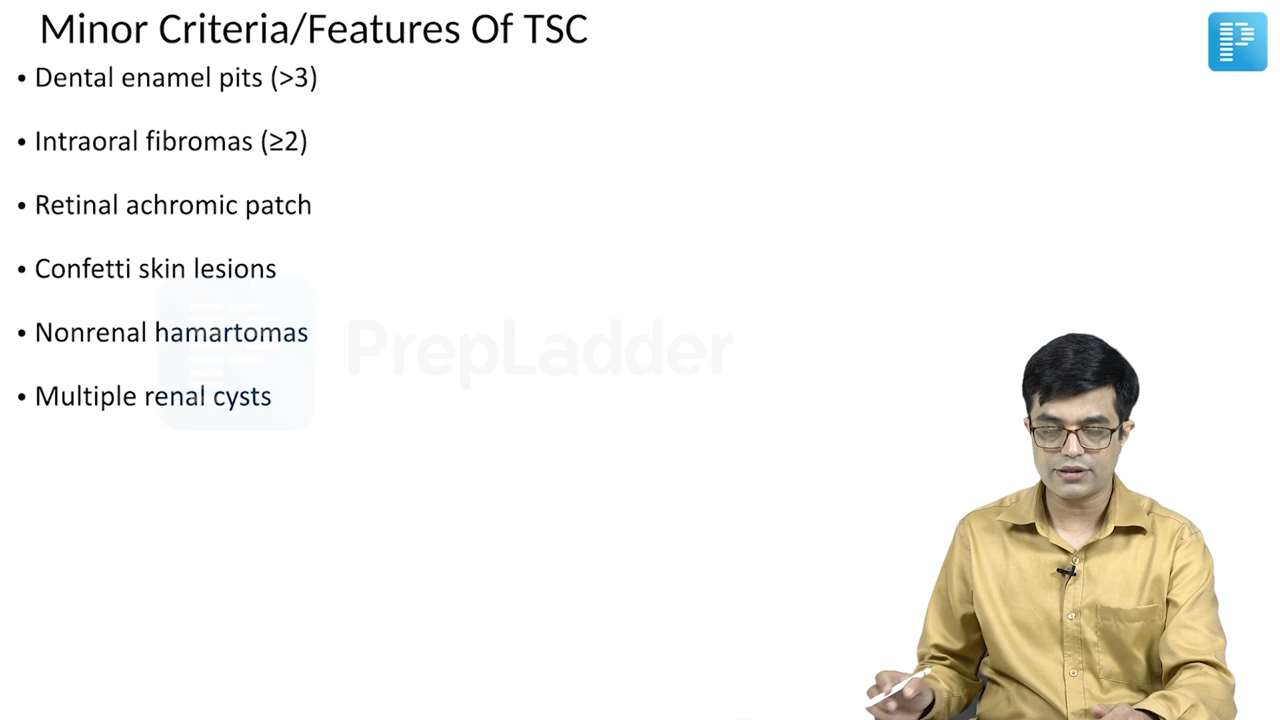 Minor Criteria/Features Of TSC
• Dental enamel pits (>3)
• Intraoral fibromas (≥2)
• Retinal achromic patch
• Confetti skin lesions
• Nonrenal hamartomas
PrepLadder
• Multiple renal cysts